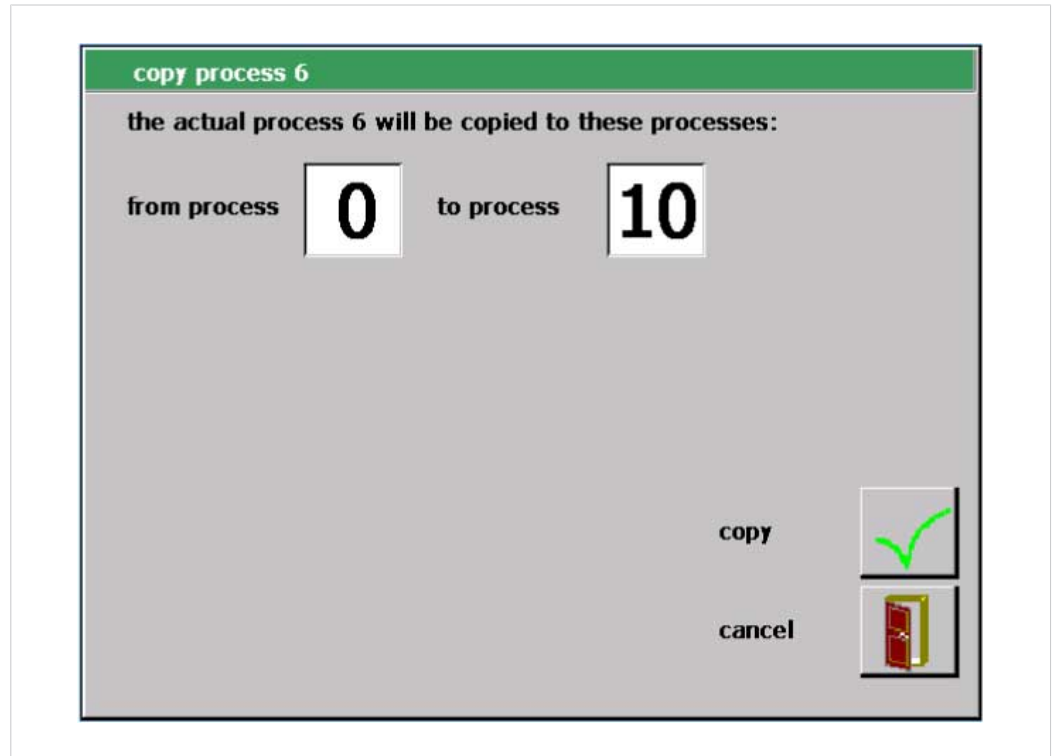 copy process 6
the actual process 6 will be copied to these processes:
from process 0 to process 10
copy
cancel